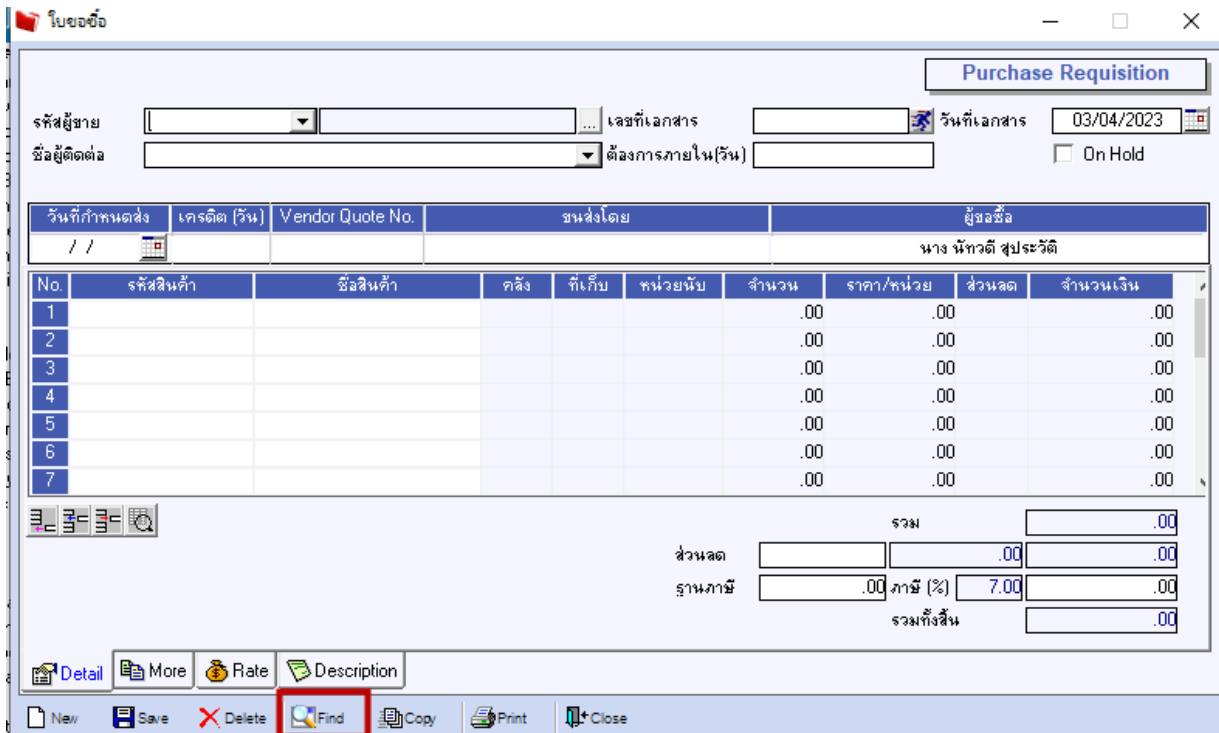 ใบขอซื้อ
Purchase Requisition
รหัสผู้ขาย ... เลขที่เอกสาร วันที่เอกสาร 03/04/2023
ชื่อผู้ติดต่อ ต้องการภายใน(วัน) On Hold
วันที่กำหนดส่ง เครดิต (วัน) Vendor Quote No. ขนส่งโดย ผู้ขอซื้อ
/ / นาง นัทวดี สุประวัติ
No. รหัสสินค้า ชื่อสินค้า คลัง ที่เก็บ หน่วยนับ จำนวน ราคา/หน่วย ส่วนลด จำนวนเงิน
1 .00 .00 .00
2 .00 .00 .00
3 .00 .00 .00
4 .00 .00 .00
5 .00 .00 .00
6 .00 .00 .00
7 .00 .00 .00
รวม .00
ส่วนลด .00 .00
ฐานภาษี .00 ภาษี (%) 7.00 .00
รวมทั้งสิ้น .00
Detail More Rate Description
New Save Delete Find Copy Print Close